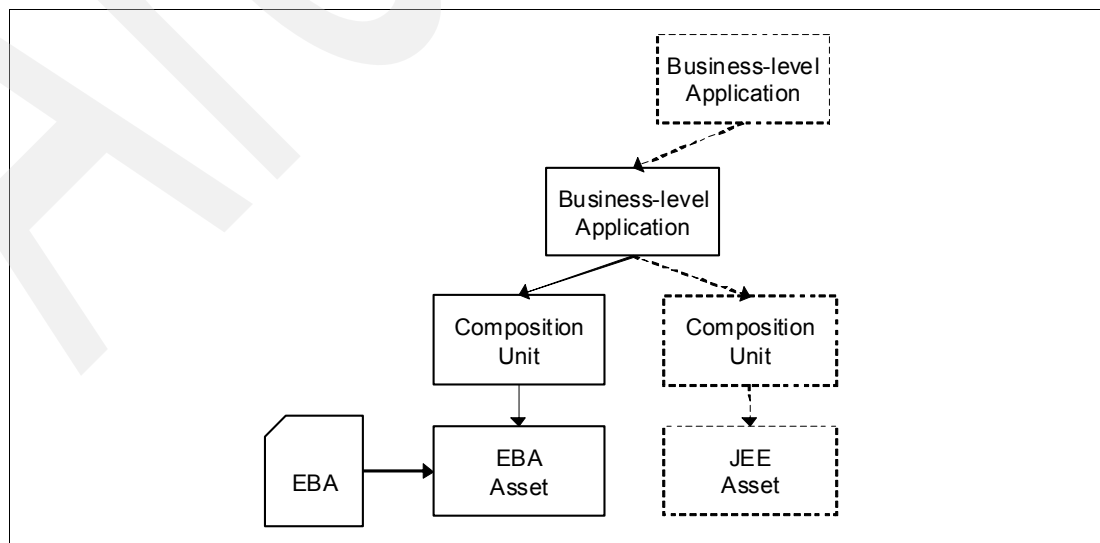 Business-level
Application
Business-level
Application
Composition
Unit
Composition
Unit
EBA
EBA
Asset
JEE
Asset